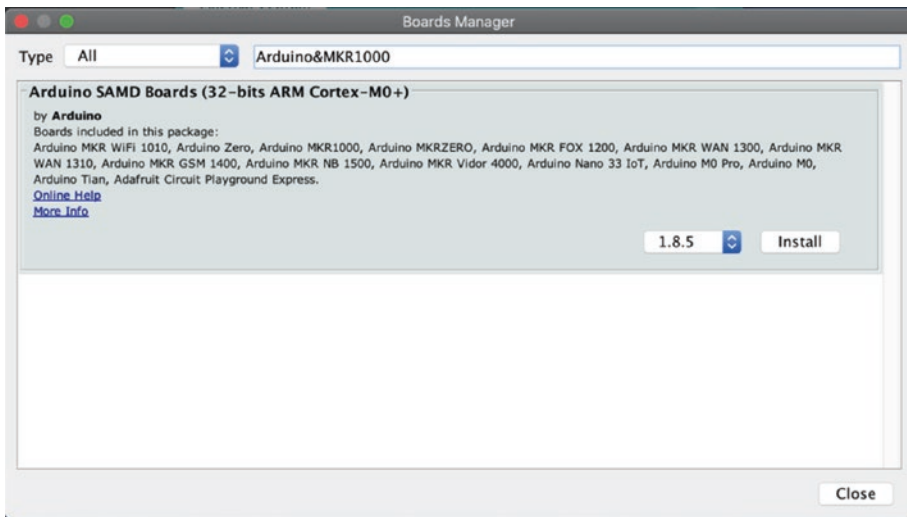 Boards Manager
Type All Arduino&MKR1000
Arduino SAMD Boards (32-bits ARM Cortex-M0+)
by Arduino
Boards included in this package:
Arduino MKR WiFi 1010, Arduino Zero, Arduino MKR1000, Arduino MKRZERO, Arduino MKR FOX 1200, Arduino MKR WAN 1300, Arduino MKR
WAN 1310, Arduino MKR GSM 1400, Arduino MKR NB 1500, Arduino MKR Vidor 4000, Arduino Nano 33 IoT, Arduino M0 Pro, Arduino M0,
Arduino Tian, Adafruit Circuit Playground Express.
Online Help
More Info
1.8.5 Install
Close